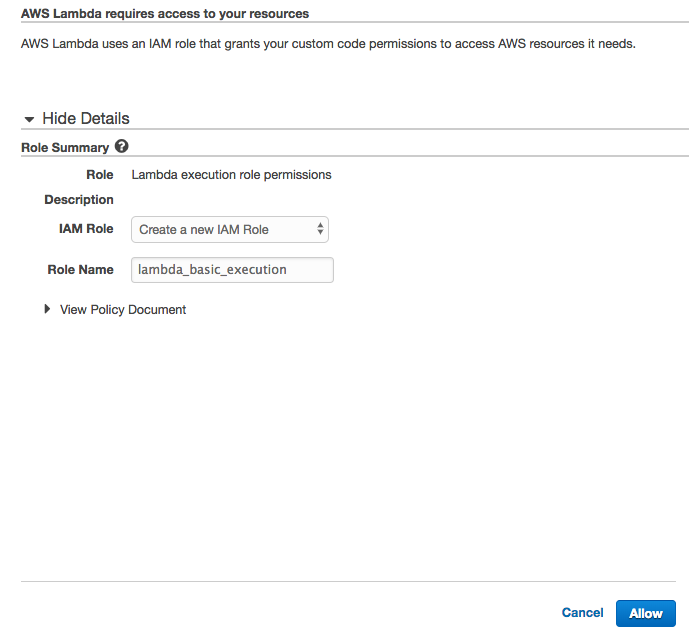 AWS Lambda requires access to your resources
AWS Lambda uses an IAM role that grants your custom code permissions to access AWS resources it needs.
Hide Details
Role Summary ?
Role Lambda execution role permissions
Description
IAM Role Create a new IAM Role
Role Name lambda_basic_execution
View Policy Document
Cancel Allow